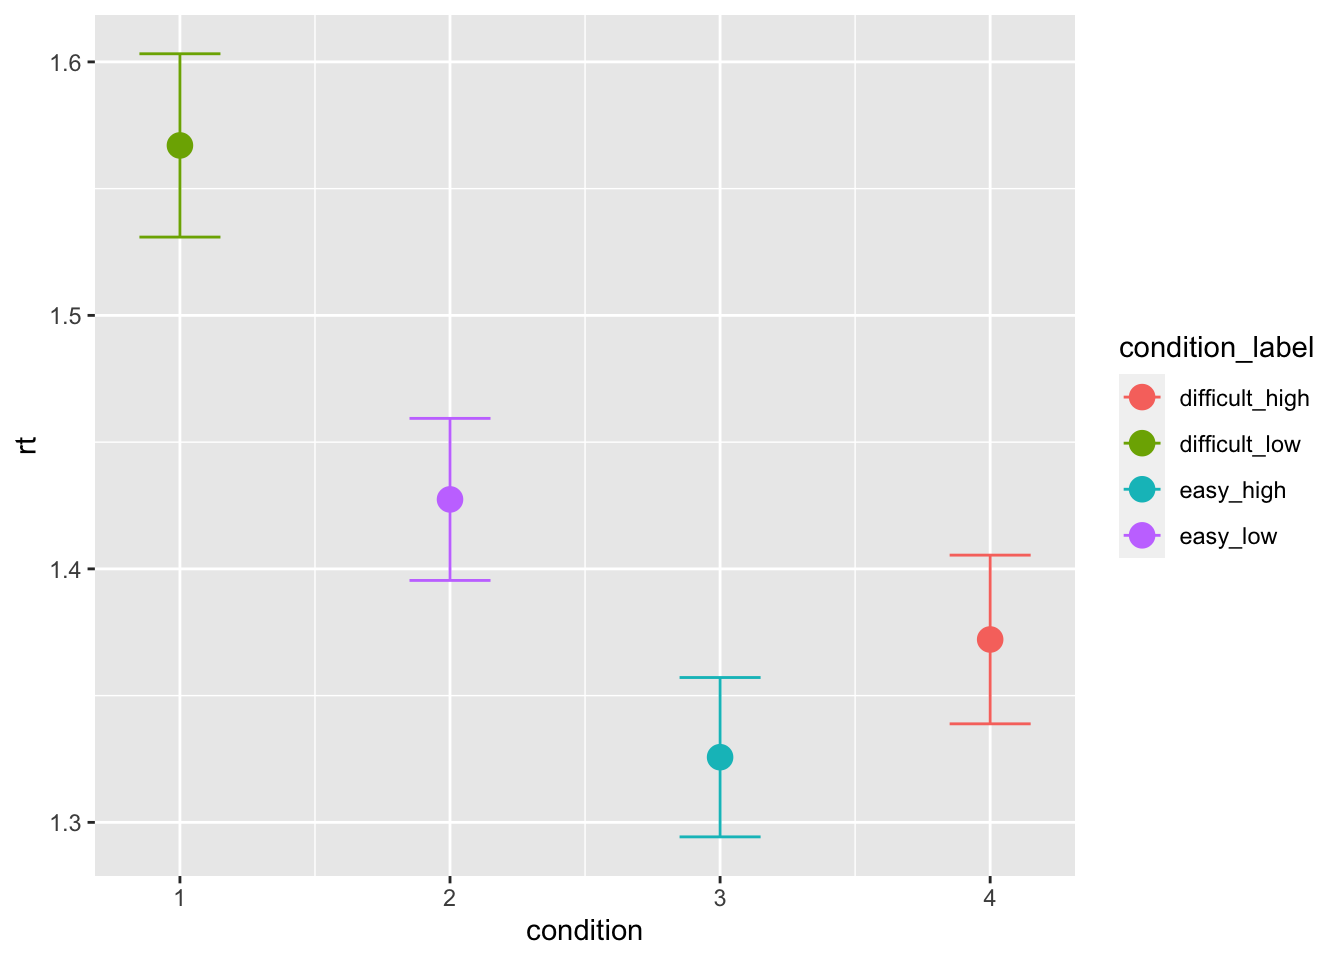 1.6
1.5
1.4
1.3
rt
1 2 3 4
condition
condition_label
difficult_high
difficult_low
easy_high
easy_low